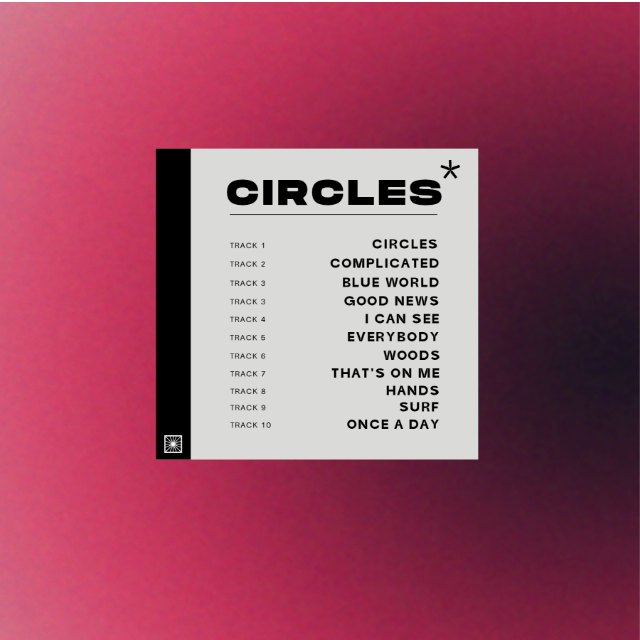 CIRCLES*
TRACK 1 CIRCLES
TRACK 2 COMPLICATED
TRACK 3 BLUE WORLD
TRACK 3 GOOD NEWS
TRACK 4 I CAN SEE
TRACK 5 EVERYBODY
TRACK 6 WOODS
TRACK 7 THAT'S ON ME
TRACK 8 HANDS
TRACK 9 SURF
TRACK 10 ONCE A DAY